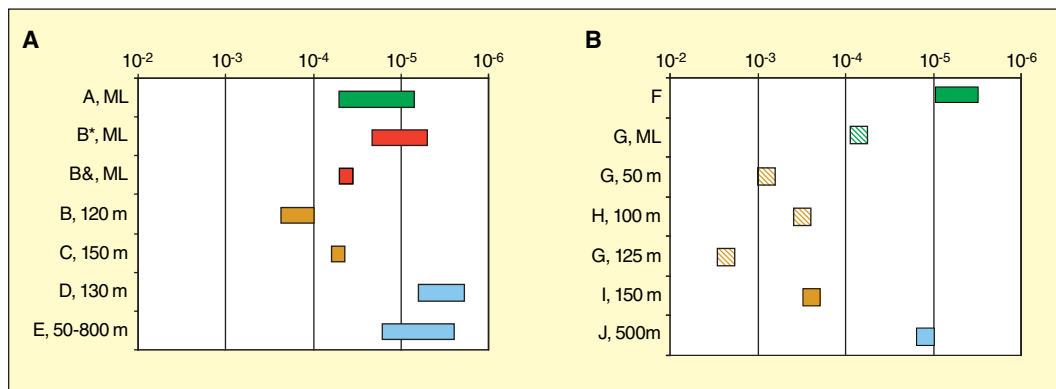 A
10-2 10-3 10-4 10-5 10-6
A, ML
B*, ML
B&, ML
B, 120 m
C, 150 m
D, 130 m
E, 50-800 m
B
10-2 10-3 10-4 10-5 10-6
F
G, ML
G, 50 m
H, 100 m
G, 125 m
I, 150 m
J, 500m